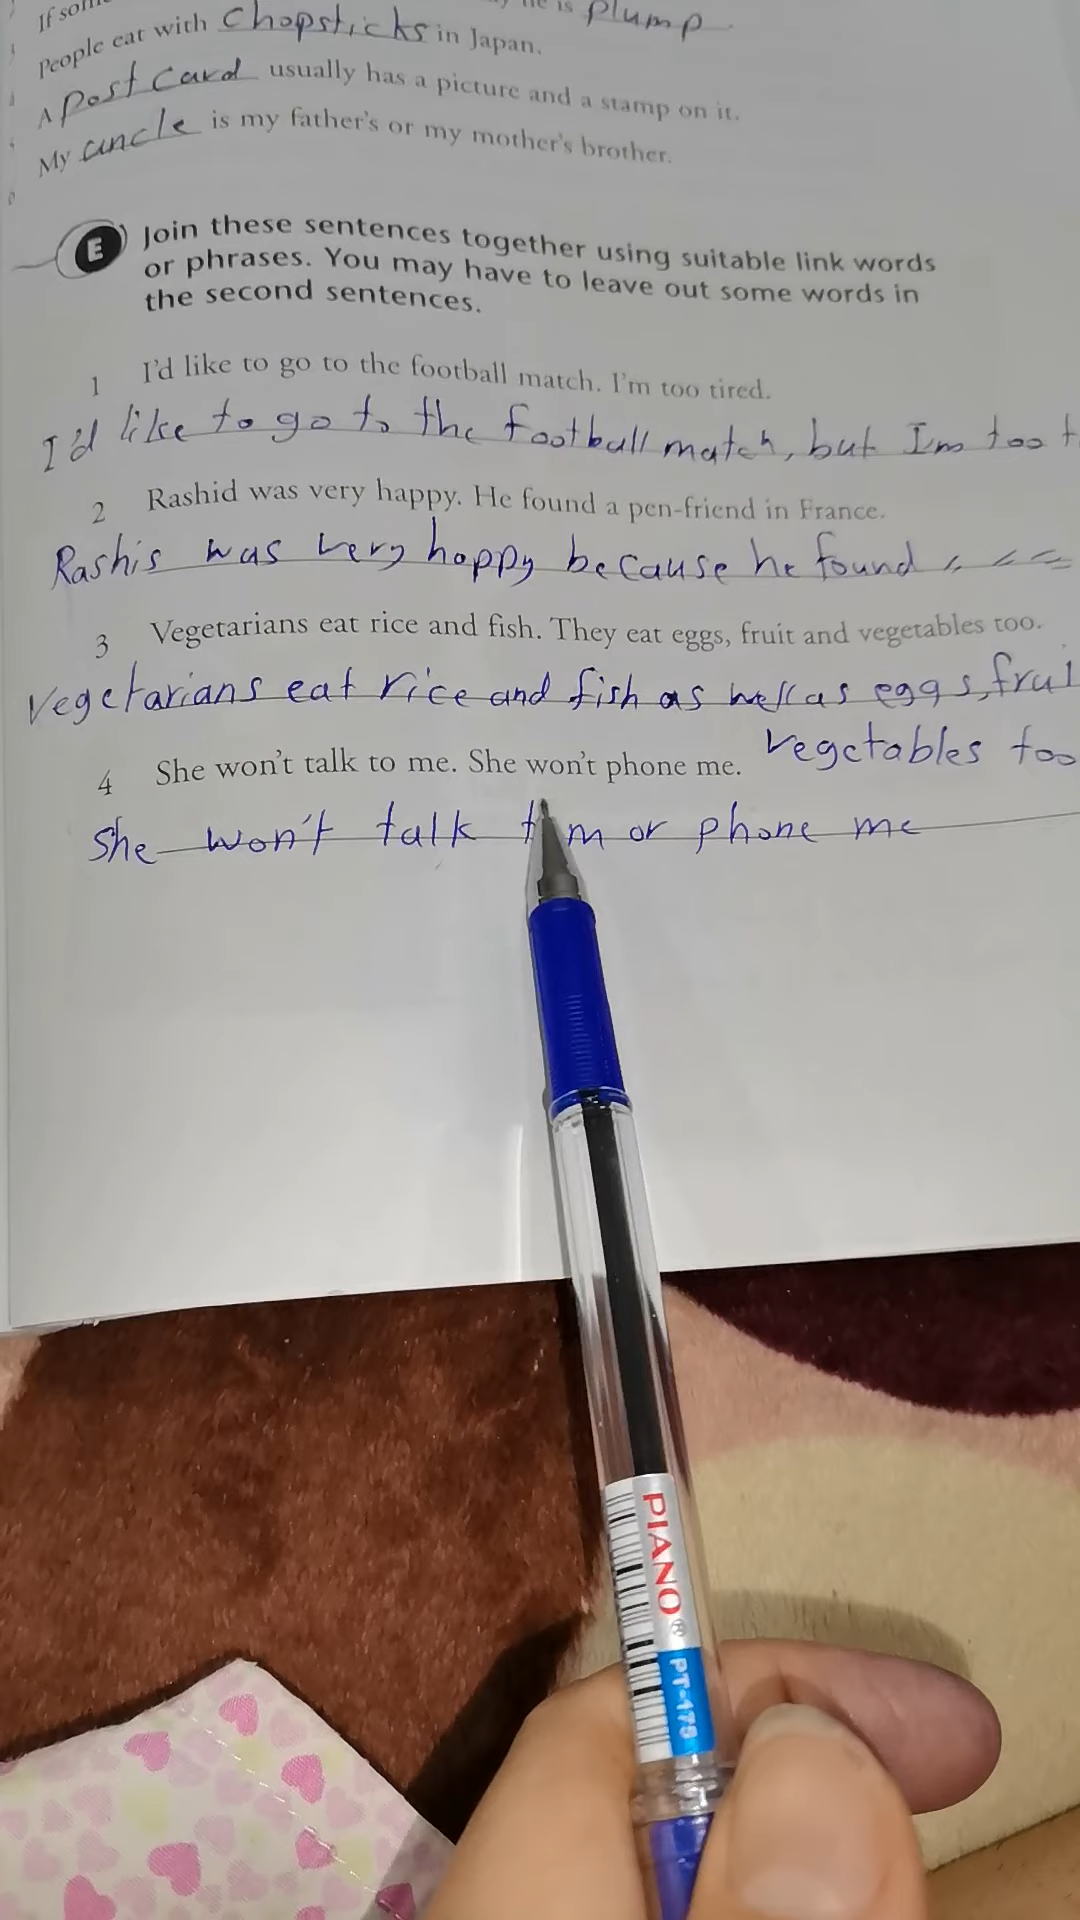 If som he is plump
People eat with chopsticks in Japan.
A post card usually has a picture and a stamp on it.
My uncle is my father's or my mother's brother.
E Join these sentences together using suitable link words
or phrases. You may have to leave out some words in
the second sentences.
1 I'd like to go to the football match. I'm too tired.
I'd like to go to the football match, but Im too t
2 Rashid was very happy. He found a pen-friend in France.
Rashis was very happy because he found
3 Vegetarians eat rice and fish. They eat eggs, fruit and vegetables too.
Vegetarians eat rice and fish as well as eggs, frui
vegetables too
4 She won't talk to me. She won't phone me.
She won't talk m or phone me
PIANO®
PT-175